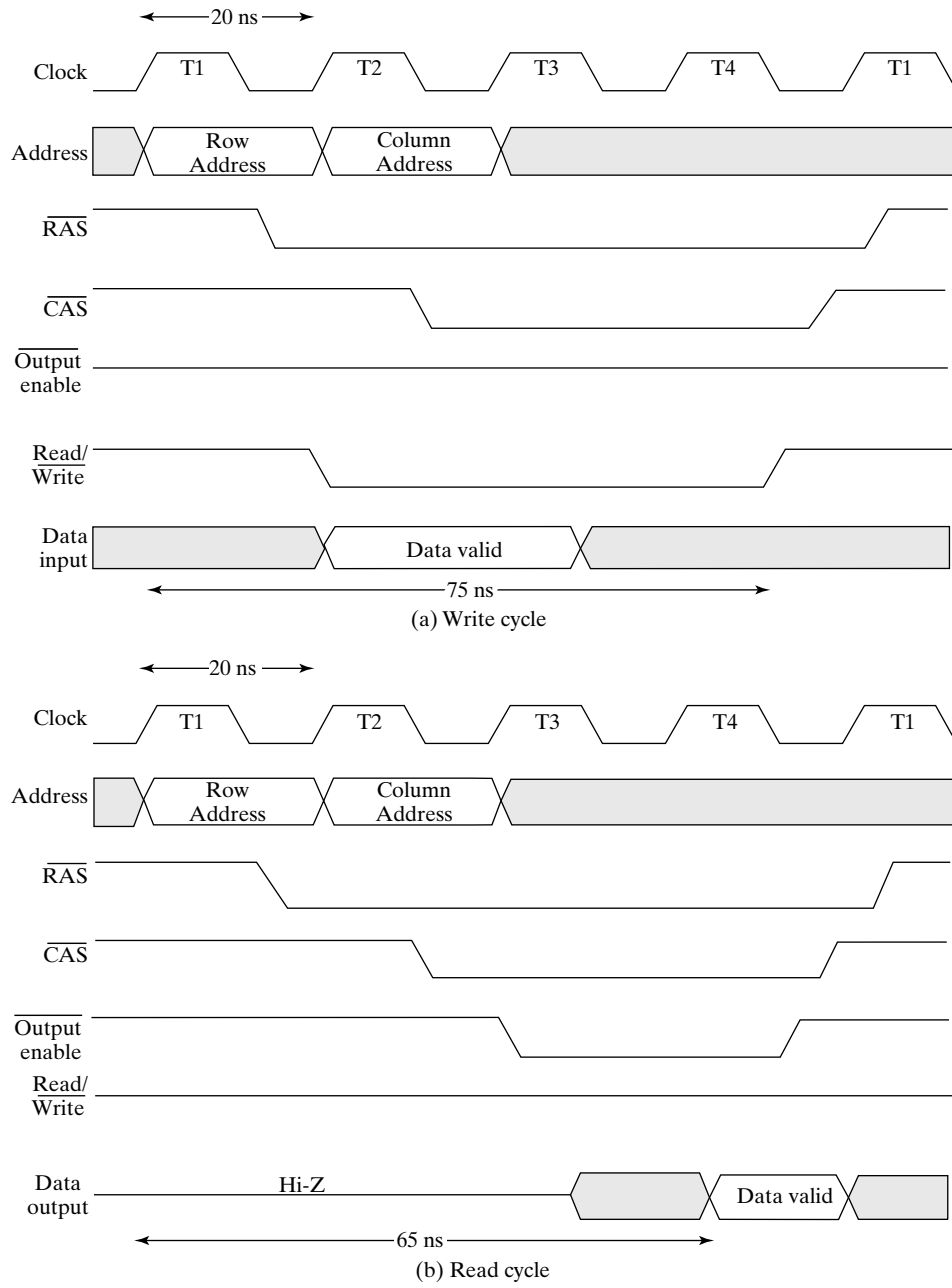 20 ns
Clock
T1 T2 T3 T4 T1
Address
Row
Address
Column
Address
RAS
CAS
Output
enable
Read/
Write
Data
input
Data valid
75 ns
(a) Write cycle
20 ns
Clock
T1 T2 T3 T4 T1
Address
Row
Address
Column
Address
RAS
CAS
Output
enable
Read/
Write
Data
output
Hi-Z
Data valid
65 ns
(b) Read cycle